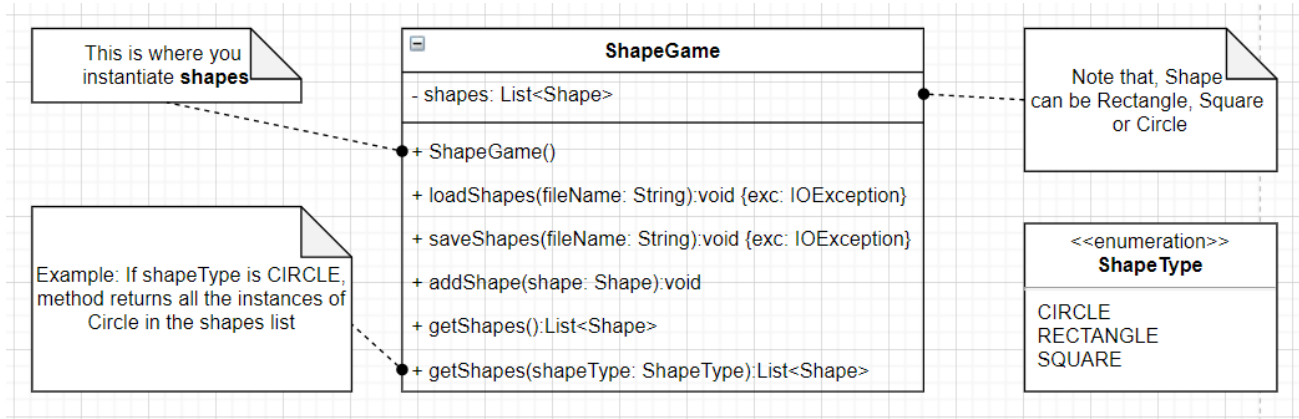 This is where you
instantiate shapes
ShapeGame
- shapes: List<Shape>
Note that, Shape
can be Rectangle, Square
or Circle
+ ShapeGame()
+ loadShapes(fileName: String):void {exc: IOException}
+ saveShapes(fileName: String):void {exc: IOException}
+ addShape(shape: Shape):void
+ getShapes():List<Shape>
+ getShapes(shapeType: ShapeType):List<Shape>
Example: If shapeType is CIRCLE,
method returns all the instances of
Circle in the shapes list
<<enumeration>>
ShapeType
CIRCLE
RECTANGLE
SQUARE